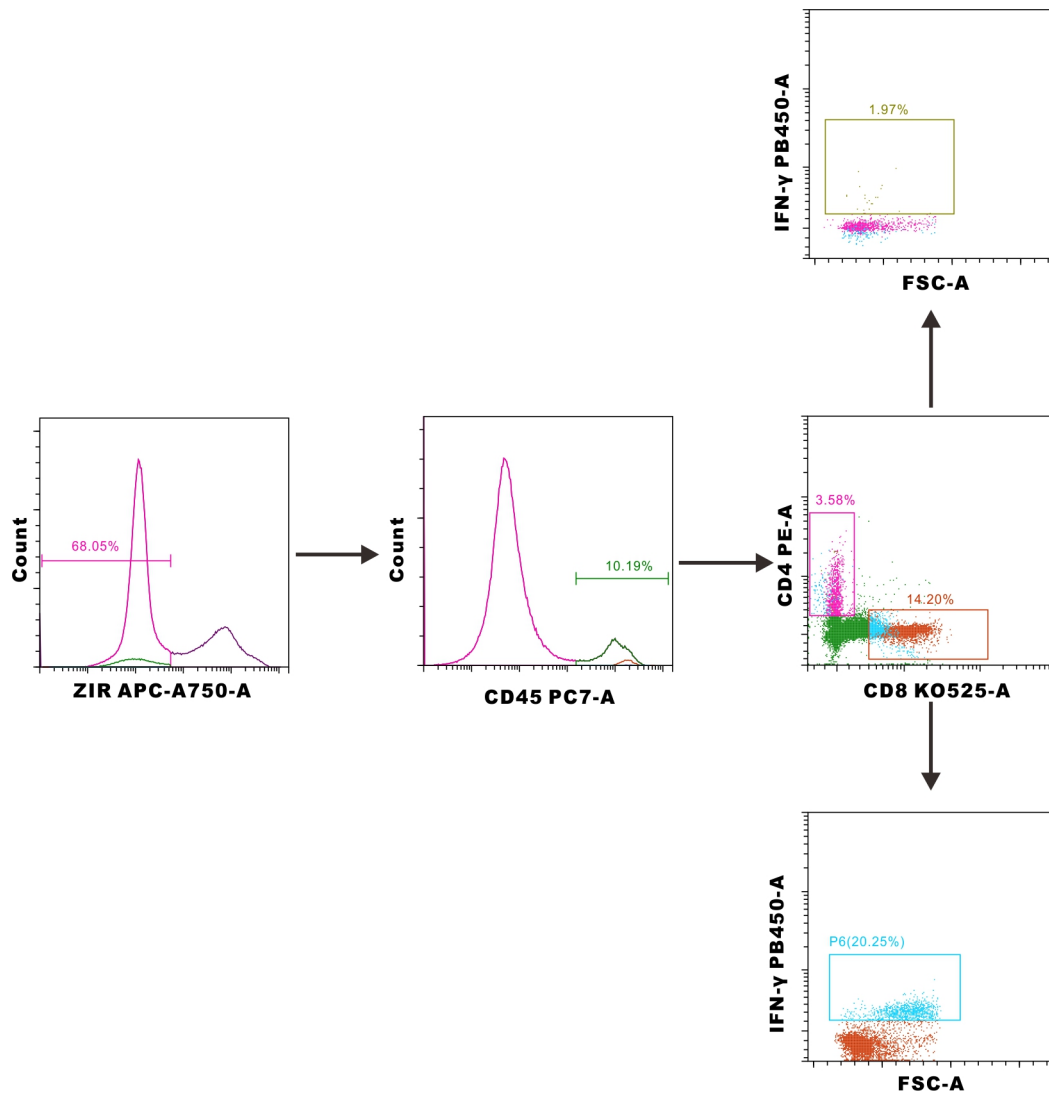 1.97%
IFN-γ PB450-A
FSC-A
68.05%
Count
ZIR APC-A750-A
10.19%
Count
CD45 PC7-A
3.58%
14.20%
CD4 PE-A
CD8 KO525-A
P6(20.25%)
IFN-γ PB450-A
FSC-A